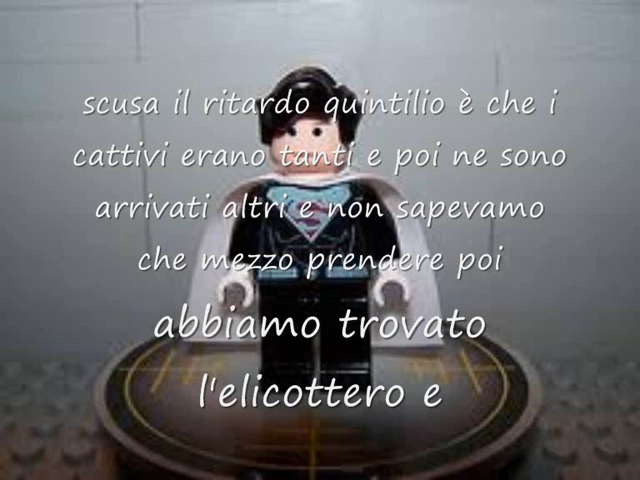 scusa il ritardo quintilio è che i
cattivi erano tanti e poi ne sono
arrivati altri e non sapevamo
che mezzo prendere poi
abbiamo trovato
l'elicottero e